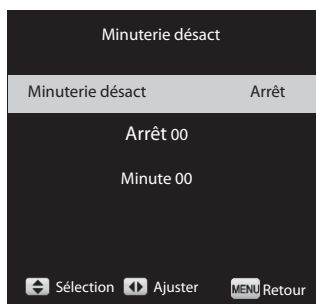 Minuterie désact
Minuterie désact Arrêt
Arrêt 00
Minute 00
Sélection Ajuster MENU Retour